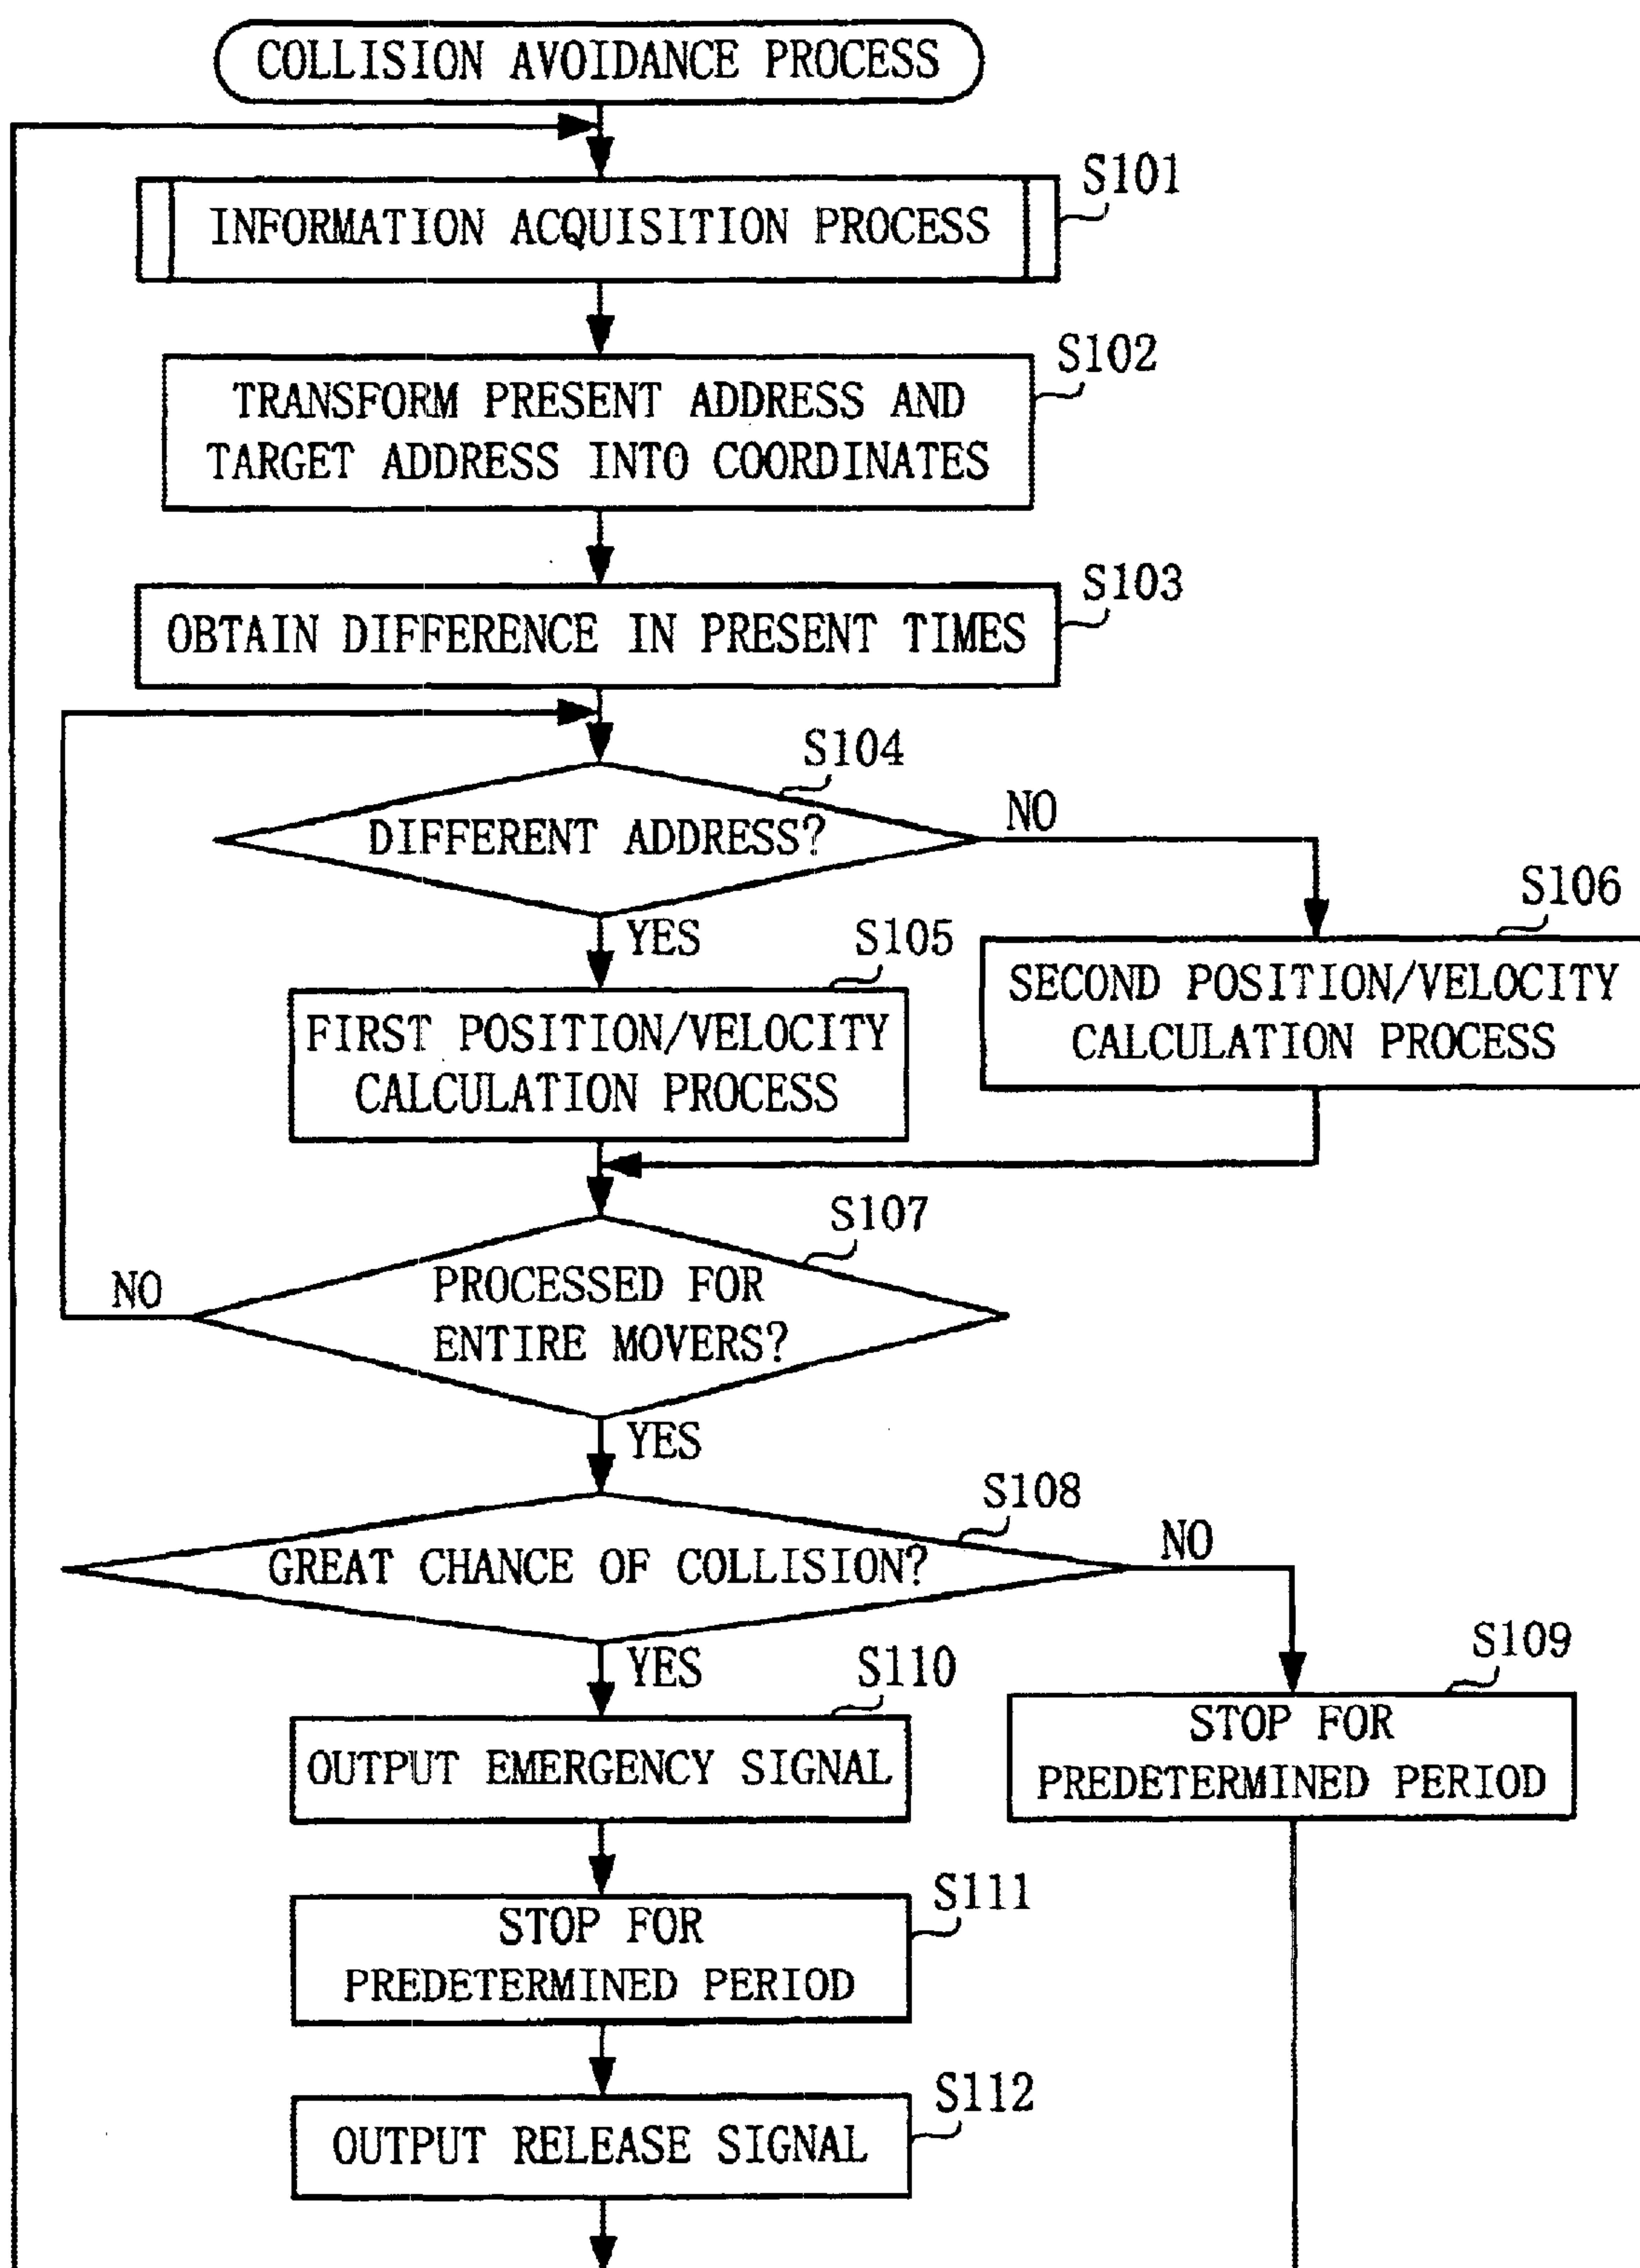 COLLISION AVOIDANCE PROCESS
S101
INFORMATION ACQUISITION PROCESS
S102
TRANSFORM PRESENT ADDRESS AND
TARGET ADDRESS INTO COORDINATES
S103
OBTAIN DIFFERENCE IN PRESENT TIMES
S104
DIFFERENT ADDRESS?
NO
YES
S105
FIRST POSITION/VELOCITY
CALCULATION PROCESS
S106
SECOND POSITION/VELOCITY
CALCULATION PROCESS
S107
PROCESSED FOR
ENTIRE MOVERS?
NO
YES
S108
GREAT CHANCE OF COLLISION?
NO
YES
S109
STOP FOR
PREDETERMINED PERIOD
S110
OUTPUT EMERGENCY SIGNAL
S111
STOP FOR
PREDETERMINED PERIOD
S112
OUTPUT RELEASE SIGNAL